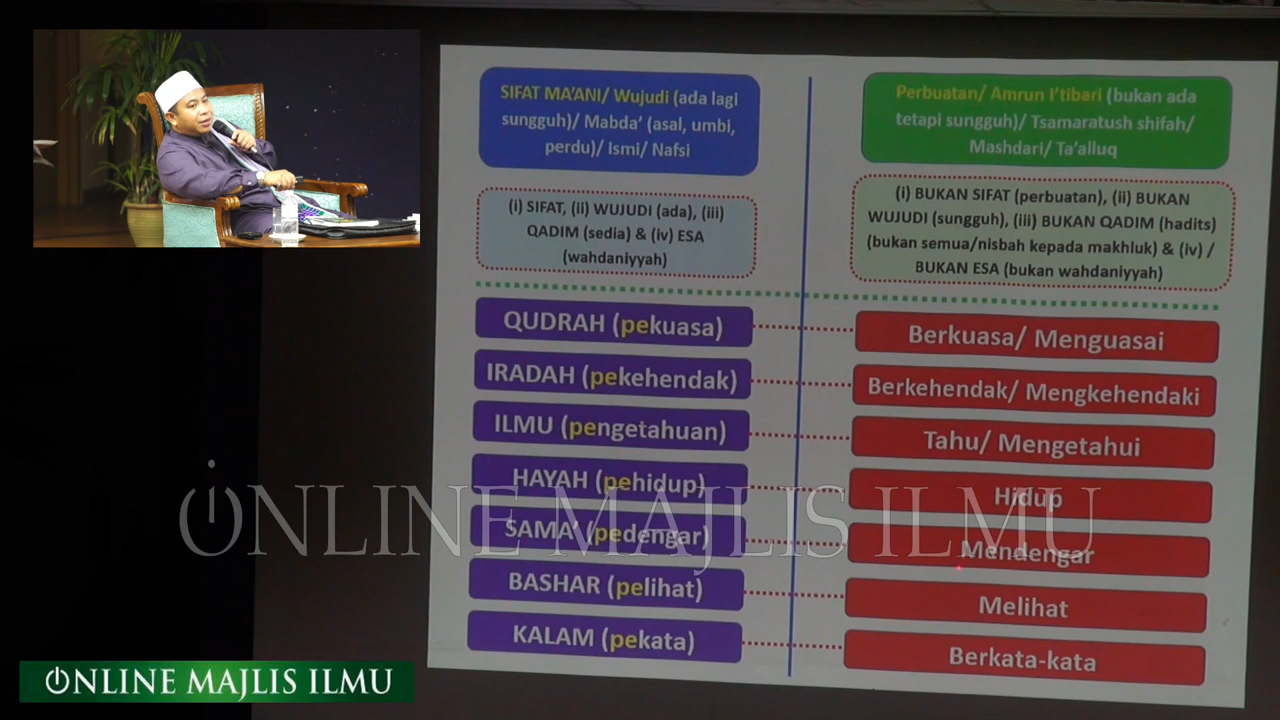 SIFAT MA'ANI/ Wujudi (ada lagi
sungguh)/ Mabda' (asal, umbi,
perdu)/ Ismi/ Nafsi
Perbuatan/ Amrun I'tibari (bukan ada
tetapi sungguh)/ Tsamaratush shifah/
Mashdari/ Ta'alluq
(i) SIFAT, (ii) WUJUDI (ada), (iii)
QADIM (sedia) & (iv) ESA
(wahdaniyyah)
(i) BUKAN SIFAT (perbuatan), (ii) BUKAN
WUJUDI (sungguh), (iii) BUKAN QADIM (hadits)
(bukan semua/nisbah kepada makhluk) & (iv) /
BUKAN ESA (bukan wahdaniyyah)
QUDRAH (pekuasa)
Berkuasa/ Menguasai
IRADAH (pekehendak)
Berkehendak/ Mengkehendaki
ILMU (pengetahuan)
Tahu/ Mengetahui
HAYAH (pehidup)
Hidup
SAMA' (pedengar)
Mendengar
BASHAR (pelihat)
Melihat
KALAM (pekata)
Berkata-kata
ONLINE MAJLIS ILMU
ONLINE MAJLIS ILMU